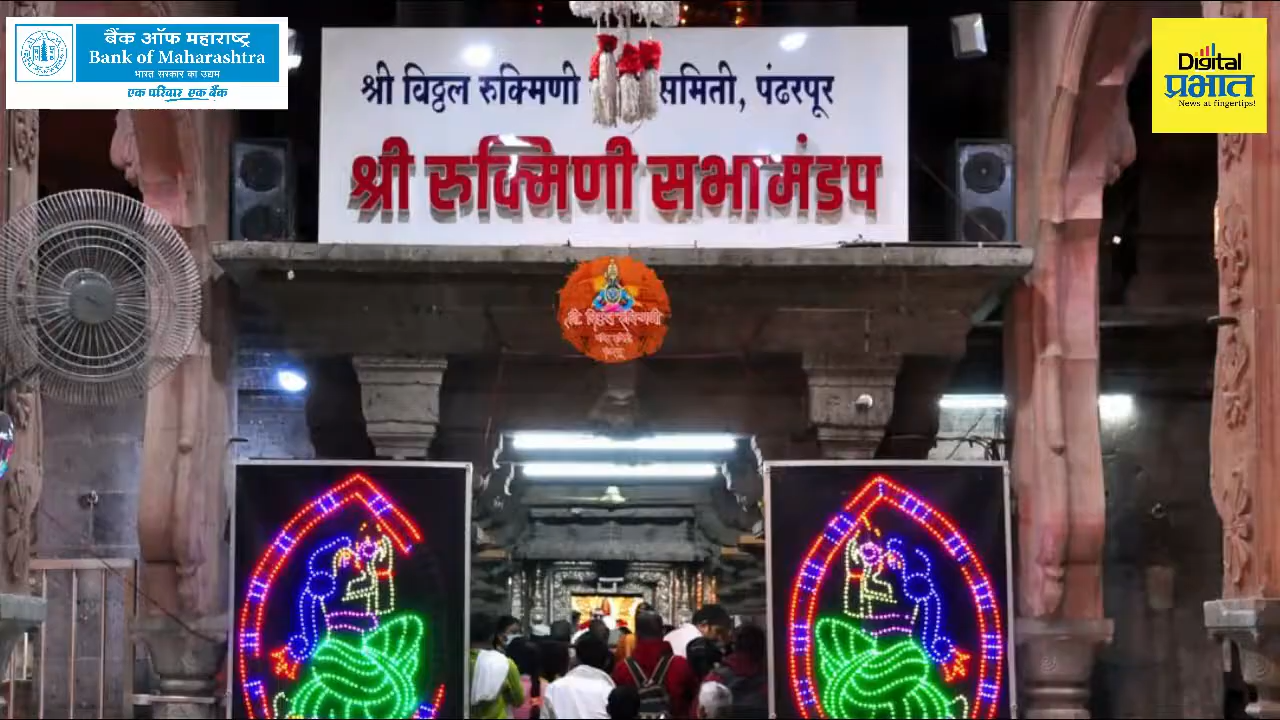 बैंक ऑफ महाराष्ट्र
Bank of Maharashtra
भारत सरकार का उद्यम
एक परिवार एक बैंक
Digital
प्रभात
News at fingertips!
श्री विठ्ठल रुक्मिणी समिती, पंढरपूर
श्री रुक्मिणी सभामंडप